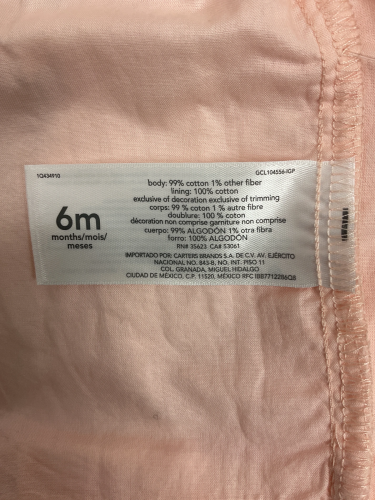 1Q434910
GCL104556-IGP
6m
months/mois/
meses
body: 99% cotton 1% other fiber
lining: 100% cotton
exclusive of decoration exclusive of trimming
corps: 99 % coton 1 % autre fibre
doublure: 100 % coton
décoration non comprise garniture non comprise
cuerpo: 99% ALGODÓN 1% otra fibra
forro: 100% ALGODÓN
RN# 35623 CA# 53061
IMPORTADO POR: CARTERS BRANDS SA DE C.V. AV. EJÉRCITO
NACIONAL NO. 843-B, NO. INT. PISO 11
COL. GRANADA, MIGUEL HIDALGO
CIUDAD DE MÉXICO, C.P. 11520, MÉXICO RFC IBB7712286Q8